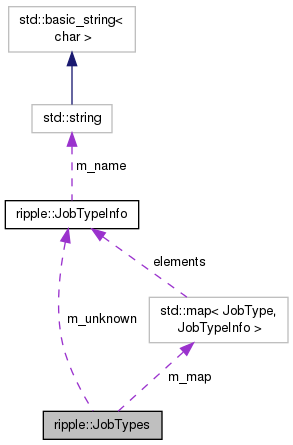 std::basic_string<
char >
std::string
m_name
ripple::JobTypeInfo
elements
std::map< JobType,
JobTypeInfo >
m_unknown
m_map
ripple::JobTypes